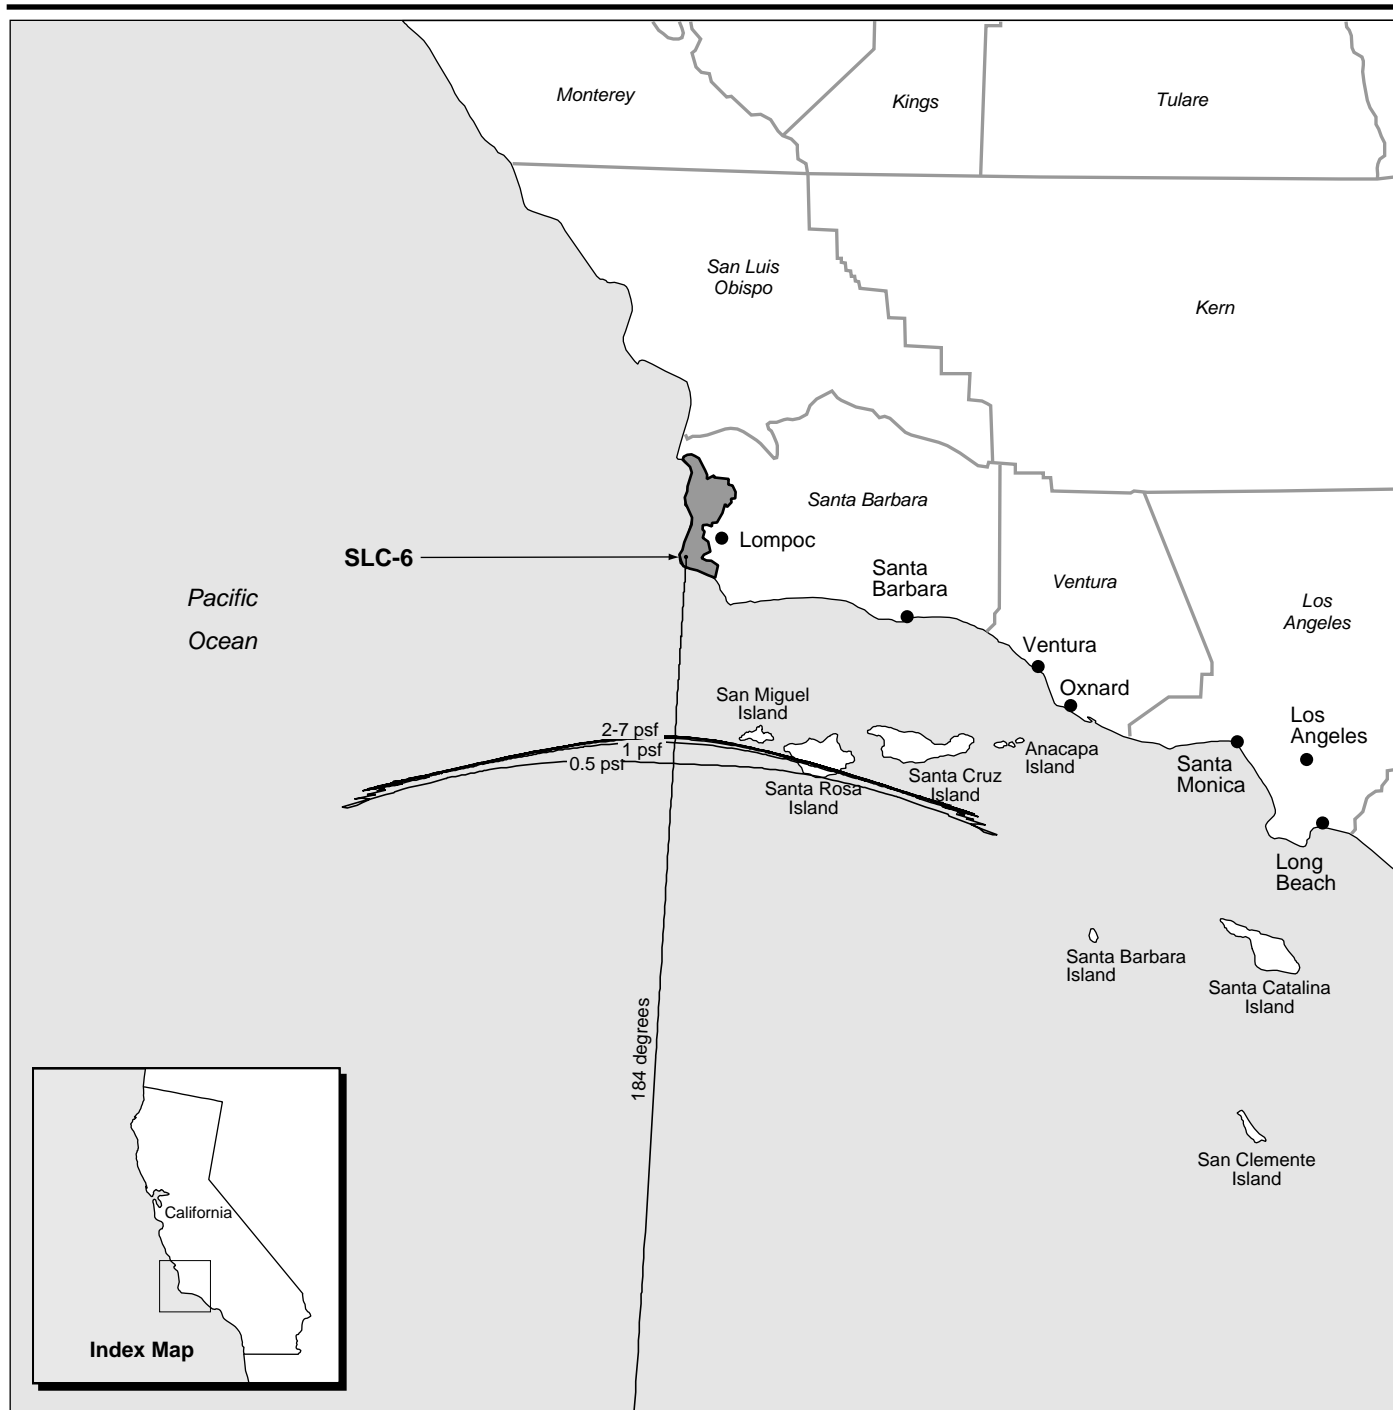 Monterey
Kings
Tulare
San Luis
Obispo
Kern
Santa Barbara
Lompoc
SLC-6
Santa
Barbara
Ventura
Pacific
Ocean
Los
Angeles
Ventura
Oxnard
San Miguel
Island
2-7 psf
1 psf
0.5 psf
Santa Rosa
Island
Santa Cruz
Island
Anacapa
Island
Los
Angeles
Santa
Monica
Long
Beach
Santa Barbara
Island
Santa Catalina
Island
184 degrees
San Clemente
Island
California
Index Map